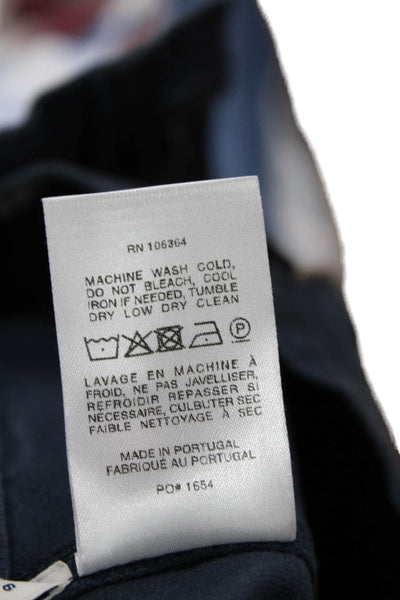 RN 106364
MACHINE WASH COLD,
DO NOT BLEACH, COOL
IRON IF NEEDED, TUMBLE
DRY LOW DRY CLEAN
P
LAVAGE EN MACHINE À
FROID, NE PAS JAVELLISER,
REFROIDIR REPASSER SI
NÉCESSAIRE, CULBUTER SEC
FAIBLE NETTOYAGE À SEC
MADE IN PORTUGAL
FABRIQUÉ AU PORTUGAL
PO# 1654
6